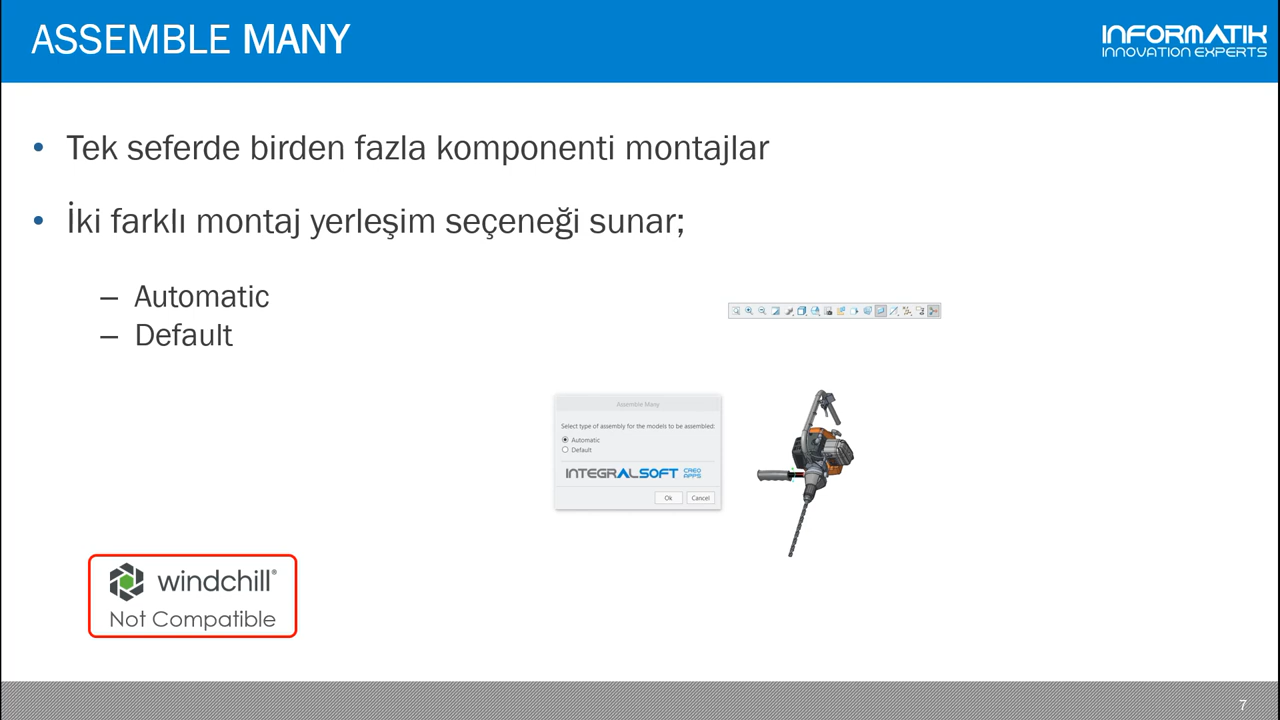 ASSEMBLE MANY
INFORMATIK
INNOVATION EXPERTS
• Tek seferde birden fazla komponenti montajlar
• İki farklı montaj yerleşim seçeneği sunar;
– Automatic
– Default
Assemble Many
Select type of assembly for the models to be assembled:
Automatic
Default
INTEGRALSOFT CREO APPS
Ok Cancel
windchill®
Not Compatible
7